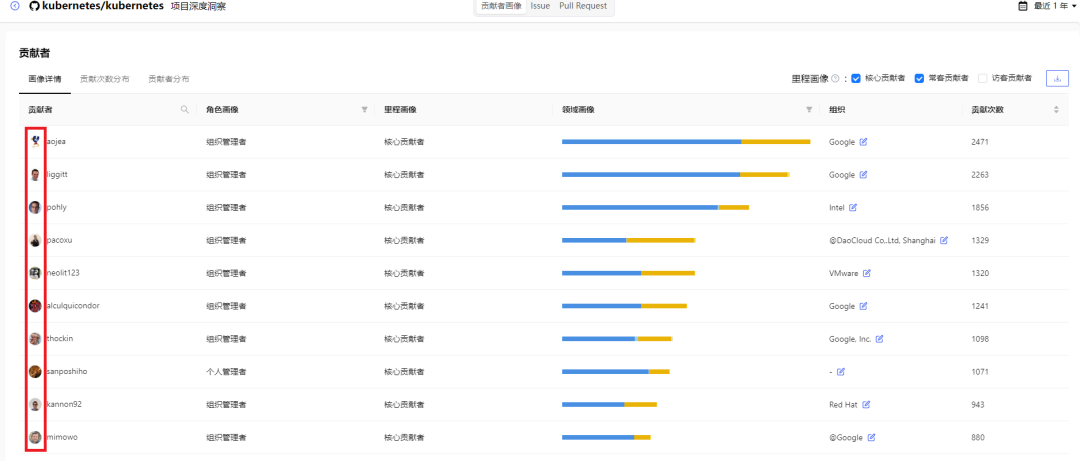 kubernetes/kubernetes 项目深度洞察 贡献者画像 Issue Pull Request 最近 1 年
贡献者
画像详情 贡献次数分布 贡献者分布 里程画像 : 核心贡献者 常客贡献者 访客贡献者
贡献者 角色画像 里程画像 领域画像 组织 贡献次数
aojea 组织管理者 核心贡献者 Google 2471
liggitt 组织管理者 核心贡献者 Google 2263
pohly 组织管理者 核心贡献者 Intel 1856
pacoxu 组织管理者 核心贡献者 @DaoCloud Co.,Ltd, Shanghai 1329
neolit123 组织管理者 核心贡献者 VMware 1320
alculquicondor 组织管理者 核心贡献者 Google 1241
thockin 组织管理者 核心贡献者 Google, Inc. 1098
sanposhiho 个人管理者 核心贡献者 - 1071
kannon92 组织管理者 核心贡献者 Red Hat 943
mimowo 组织管理者 核心贡献者 @Google 880